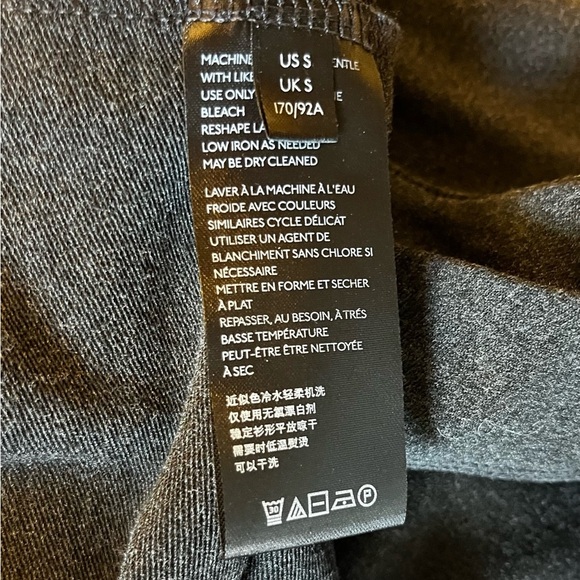 US S
UK S
170/92A
MACHINE
WITH LIKE
USE ONLY
BLEACH
RESHAPE
LOW IRON AS NEEDED
MAY BE DRY CLEANED
LAVER À LA MACHINE À L'EAU
FROIDE AVEC COULEURS
SIMILAIRES CYCLE DÉLICAT
UTILISER UN AGENT DE
BLANCHIMENT SANS CHLORE SI
NÉCESSAIRE
METTRE EN FORME ET SECHER
À PLAT
REPASSER, AU BESOIN, À TRÉS
BASSE TEMPÉRATURE
PEUT-ÊTRE ÊTRE NETTOYÉE
À SEC
近似色冷水轻柔机洗
仅使用无氯漂白剂
稳定衫形平放晾干
需要时低温熨烫
可以干洗
30
P